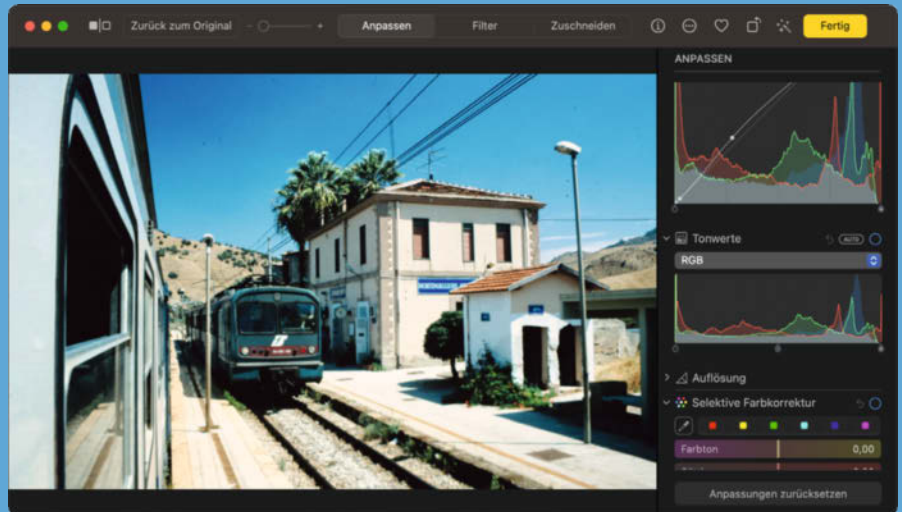 Zurück zum Original - + Anpassen Filter Zuschneiden Fertig
ANPASSEN
Tonwerte AUTO
RGB
Auflösung
Selektive Farbkorrektur
Farbton 0,00
Anpassungen zurücksetzen